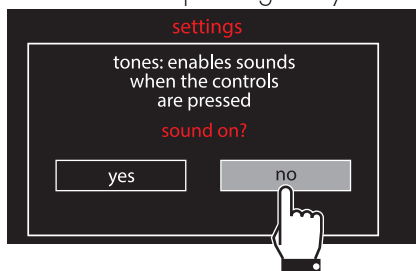 settings
tones: enables sounds
when the controls
are pressed
sound on?
yes
no